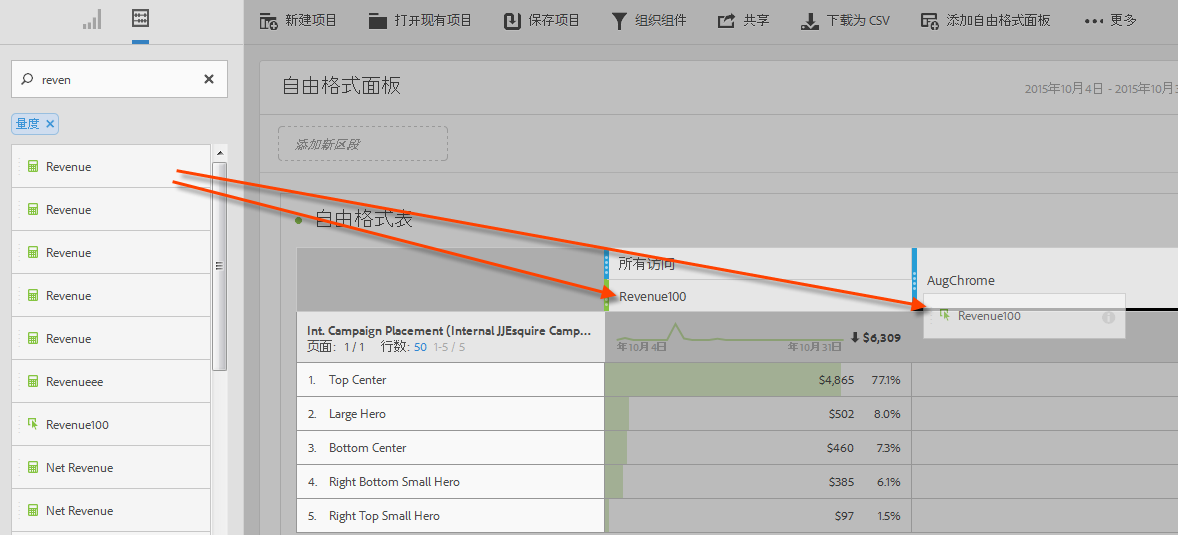 新建项目 打开现有项目 保存项目 组织组件 共享 下载为 CSV 添加自由格式面板 更多
reven
量度
Revenue
Revenue
Revenue
Revenue
Revenue
Revenueee
Revenue100
Net Revenue
Net Revenue
自由格式面板
2015年10月4日 - 2015年10月3
添加新区段
自由格式表
所有访问
Revenue100
AugChrome
Revenue100
Int. Campaign Placement (Internal JJEsquire Camp...
页面: 1 / 1 行数: 50 1-5 / 5
年10月4日 年10月31日
$6,309
1. Top Center $4,865 77.1%
2. Large Hero $502 8.0%
3. Bottom Center $460 7.3%
4. Right Bottom Small Hero $385 6.1%
5. Right Top Small Hero $97 1.5%